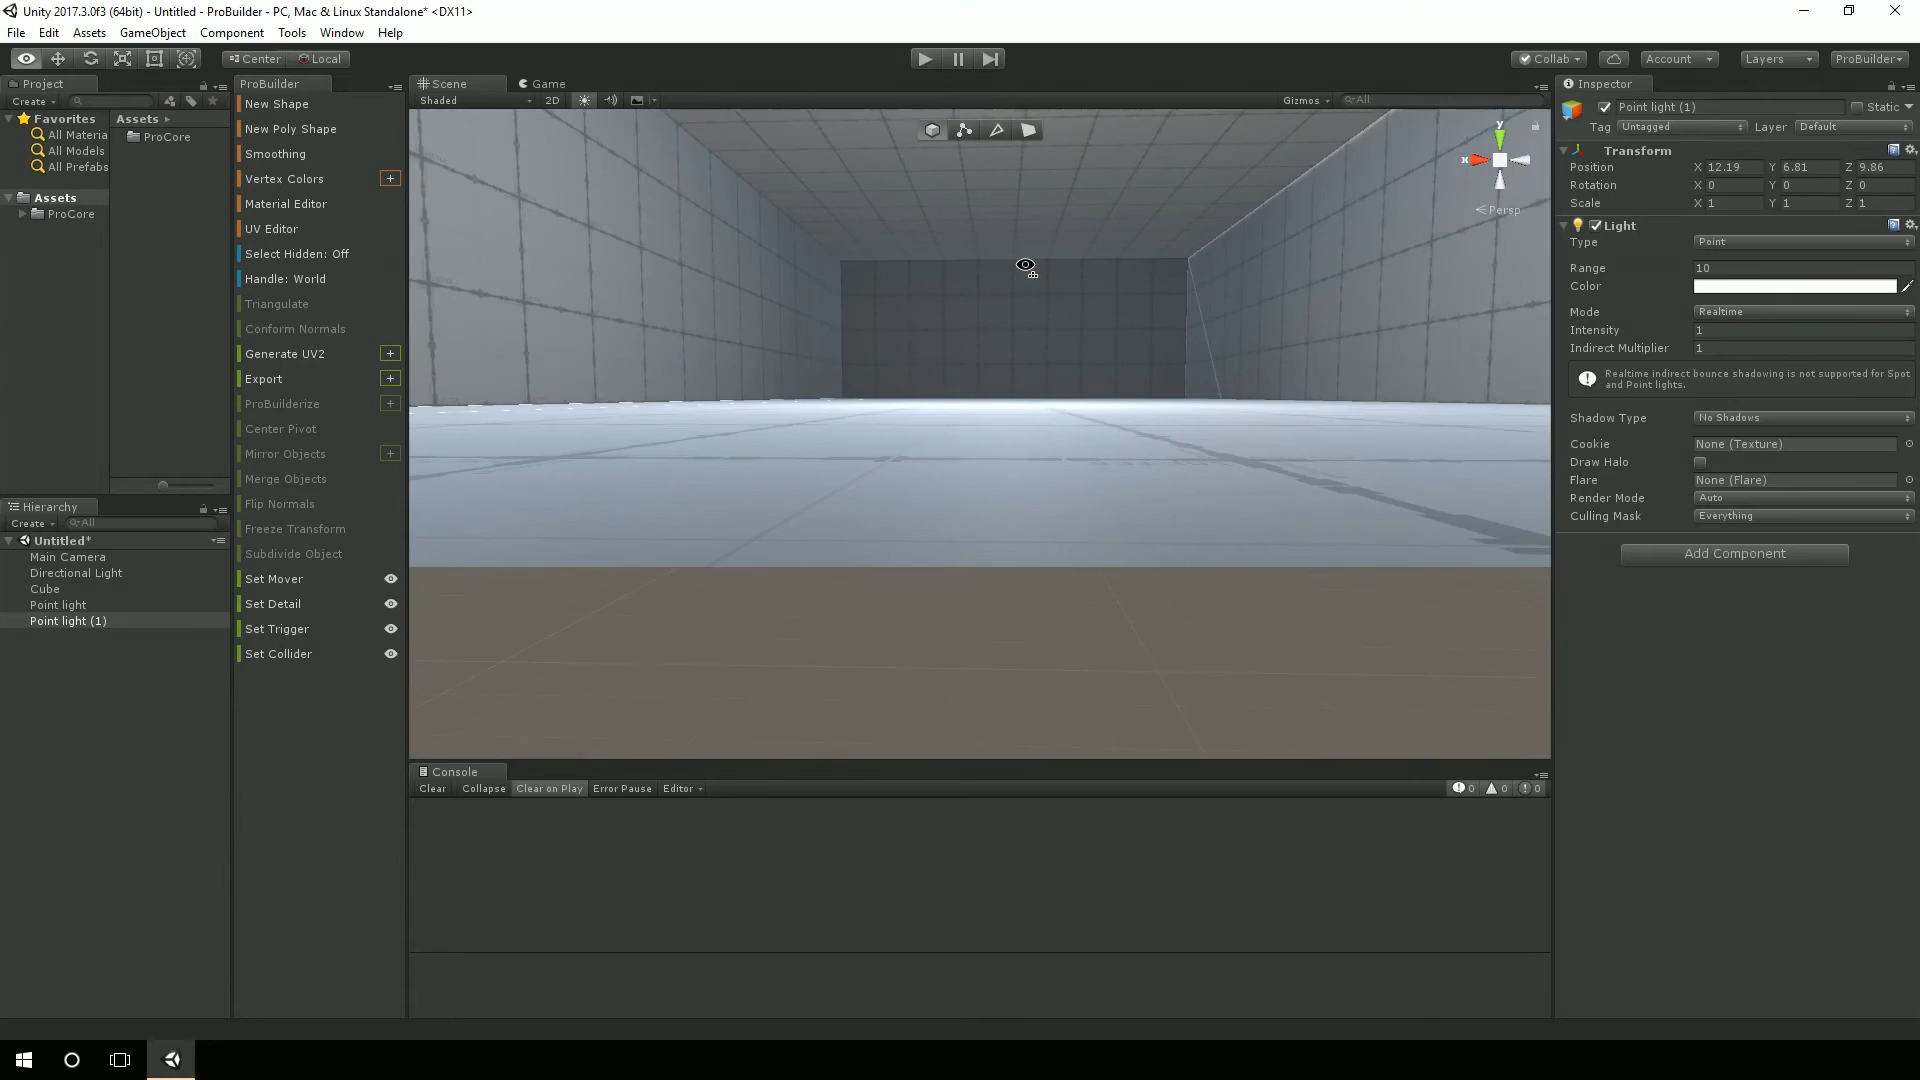 Unity 2017.3.0f3 (64bit) - Untitled - ProBuilder - PC, Mac & Linux Standalone* <DX11>
File Edit Assets GameObject Component Tools Window Help
Center Local Collab Account Layers ProBuilder
Project
Create
Favorites
All Materia
All Models
All Prefabs
Assets
ProCore
Assets
ProCore
Hierarchy
Create All
Untitled*
Main Camera
Directional Light
Cube
Point light
Point light (1)
ProBuilder
New Shape
New Poly Shape
Smoothing
Vertex Colors +
Material Editor
UV Editor
Select Hidden: Off
Handle: World
Triangulate
Conform Normals
Generate UV2 +
Export +
ProBuilderize +
Center Pivot
Mirror Objects +
Merge Objects
Flip Normals
Freeze Transform
Subdivide Object
Set Mover
Set Detail
Set Trigger
Set Collider
Scene Game
Shaded 2D Gizmos All
y
x
Persp
Console
Clear Collapse Clear on Play Error Pause Editor 0 0 0
Inspector
Point light (1) Static
Tag Untagged Layer Default
Transform
Position X 12.19 Y 6.81 Z 9.86
Rotation X 0 Y 0 Z 0
Scale X 1 Y 1 Z 1
Light
Type Point
Range 10
Color
Mode Realtime
Intensity 1
Indirect Multiplier 1
Realtime indirect bounce shadowing is not supported for Spot
and Point lights.
Shadow Type No Shadows
Cookie None (Texture)
Draw Halo
Flare None (Flare)
Render Mode Auto
Culling Mask Everything
Add Component